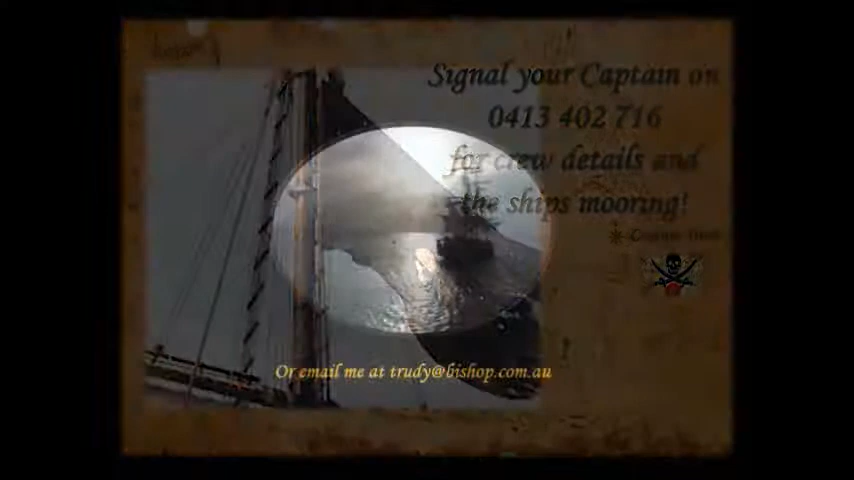 Signal your Captain on
0413 402 716
for crew details and
the ships mooring!
Or email me at trudy@bishop.com.au